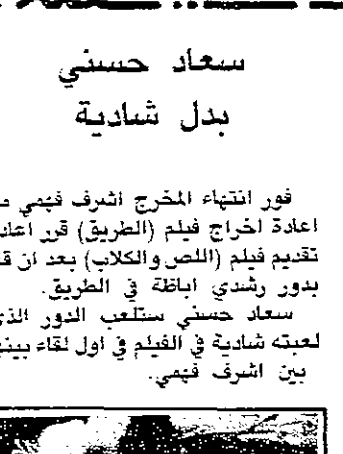 سعاد حسني
بدل شادية
فور انتهاء المخرج اشرف فهمي
اعادة اخراج فيلم (الطريق) قرر
تقديم فيلم (اللص والكلاب) بعد ان
بدور رشدي اباظة في الطريق.
سعاد حسني ستلعب الدور
لعبته شادية في الفيلم في اول لقاء
بين اشرف فهمي.